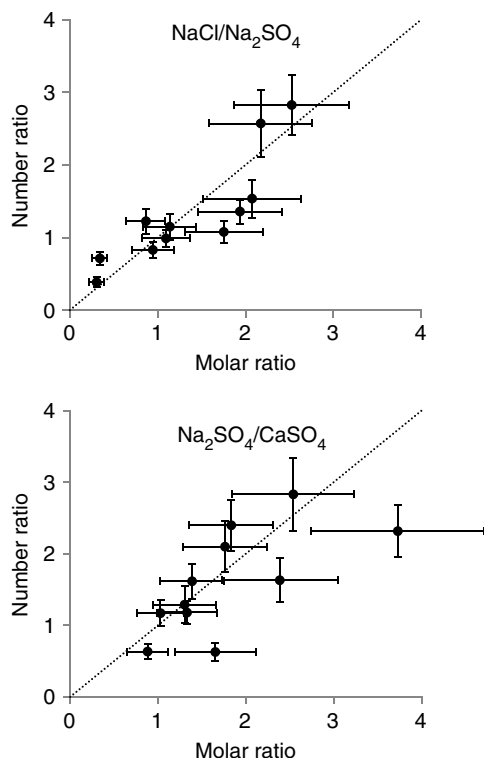 NaCl/Na₂SO₄
Number ratio
4
3
2
1
0
0 1 2 3 4
Molar ratio
Na₂SO₄/CaSO₄
Number ratio
4
3
2
1
0
0 1 2 3 4
Molar ratio